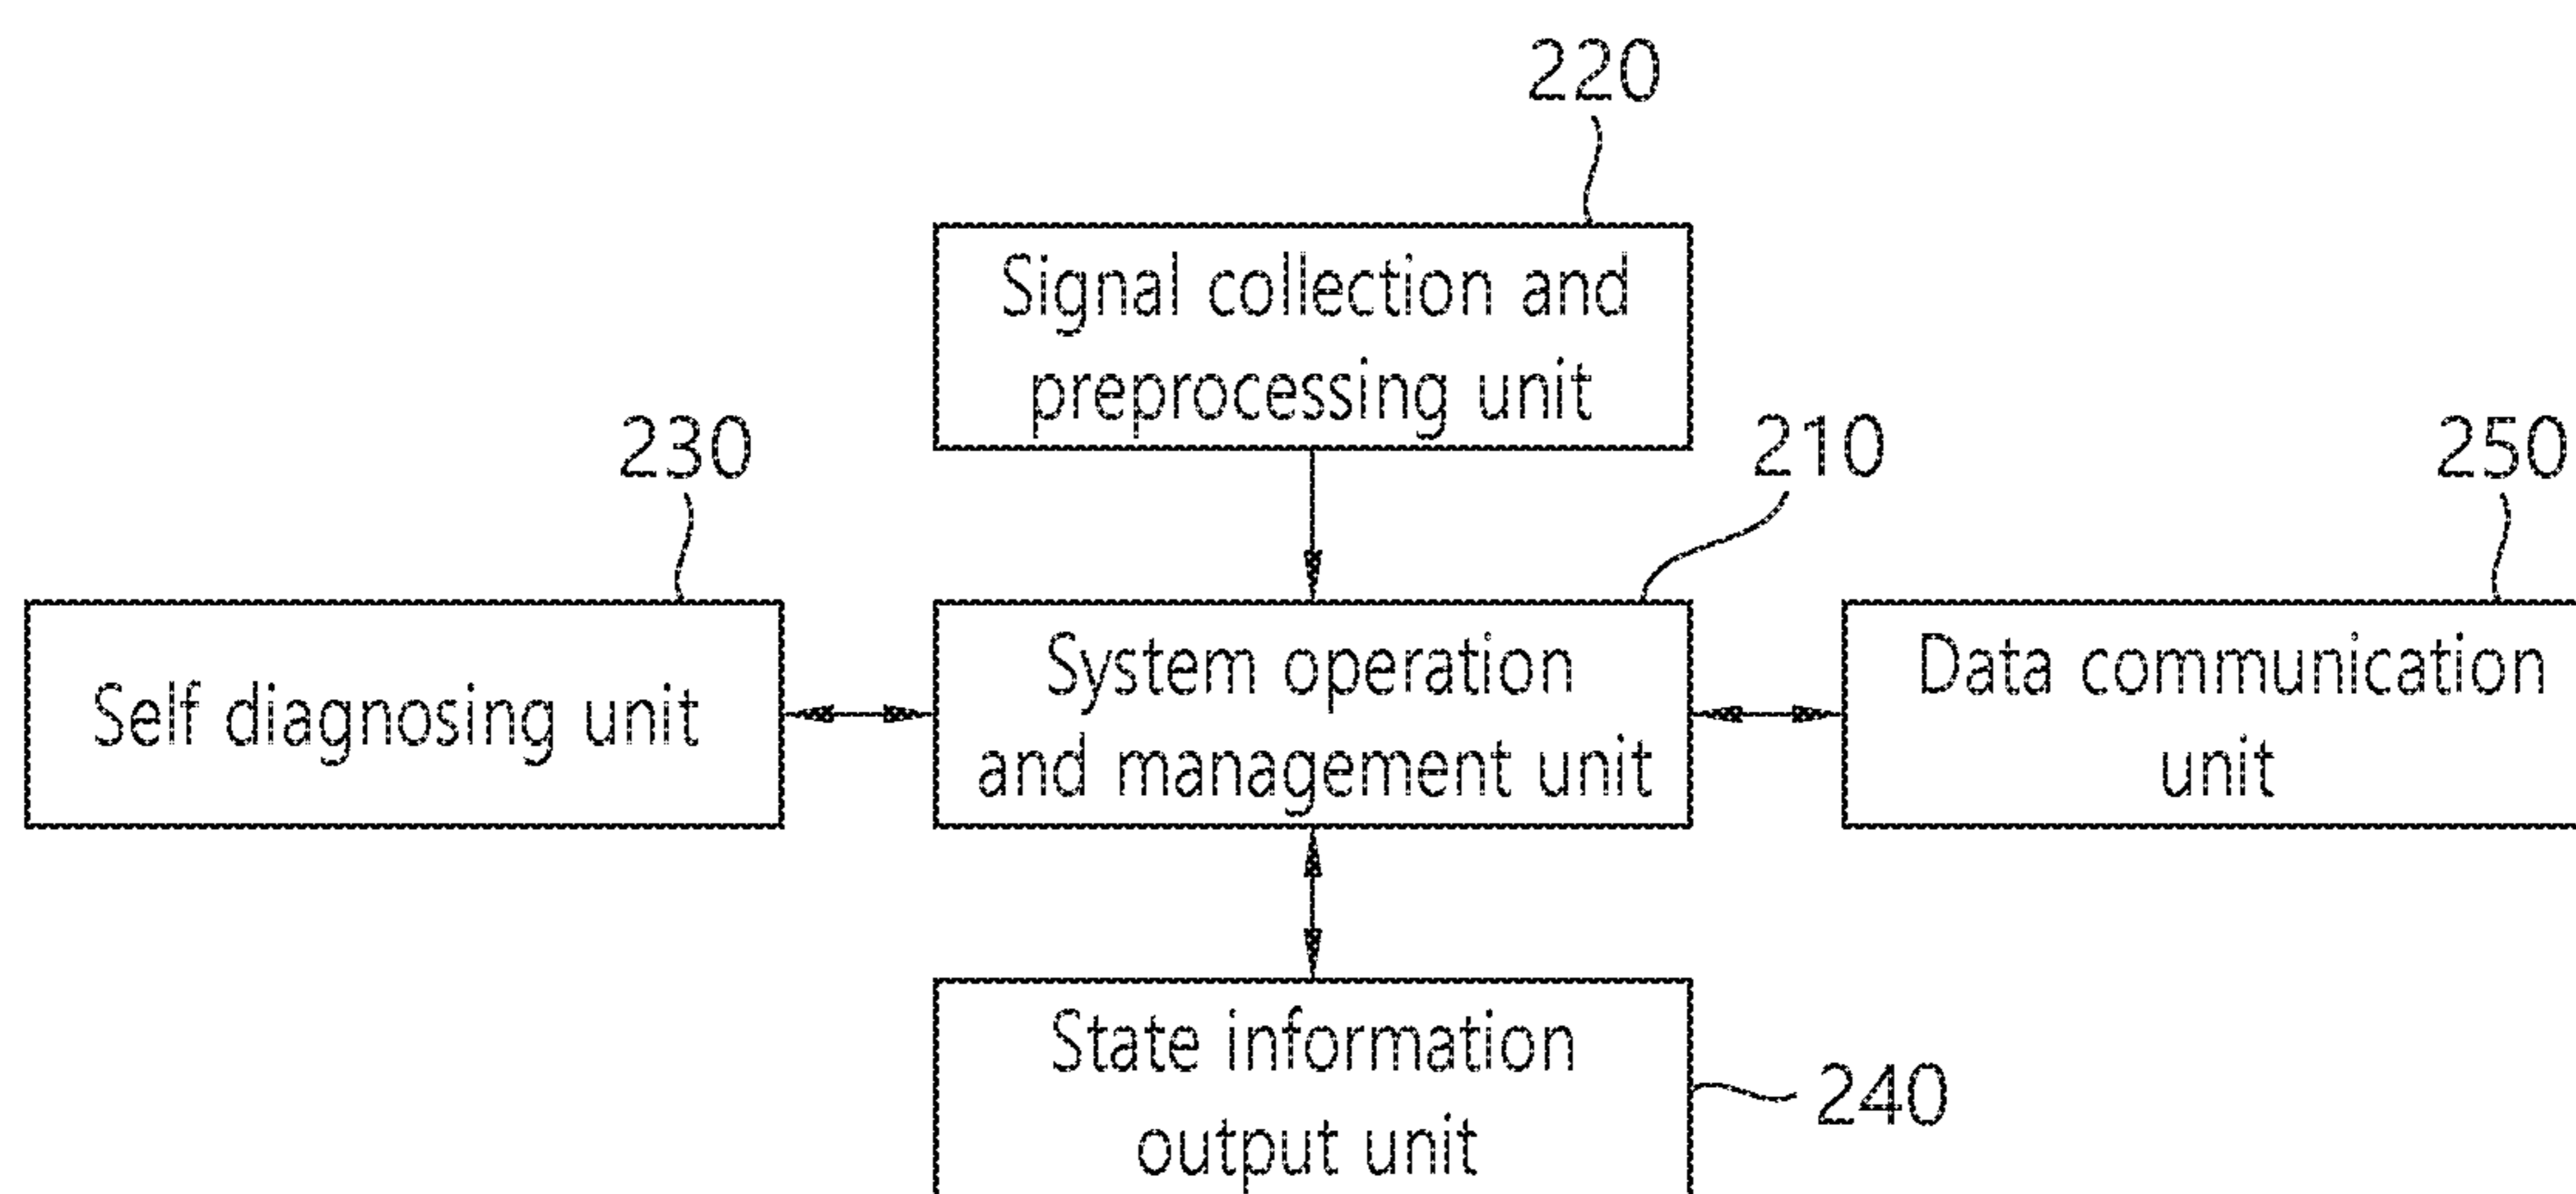 220
Signal collection and
preprocessing unit
230
210
250
Self diagnosing unit
System operation
and management unit
Data communication
unit
State information
output unit
240